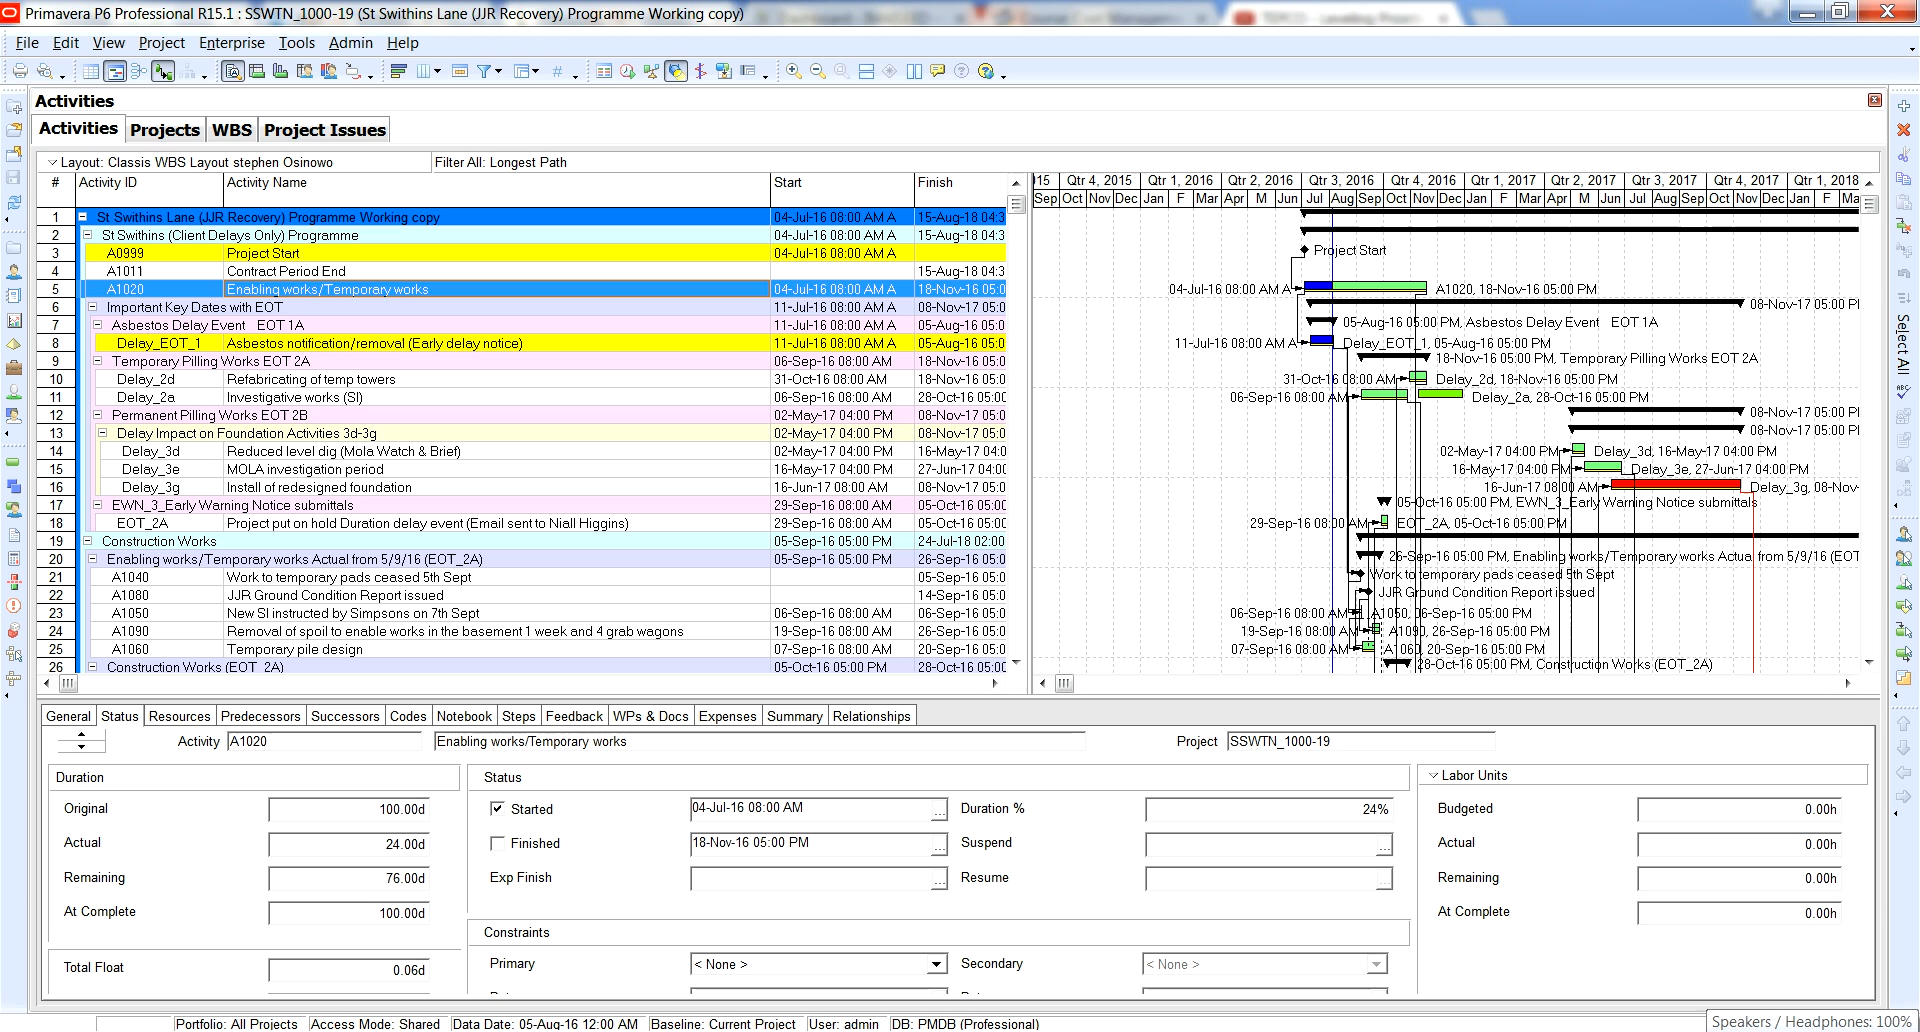 Primavera P6 Professional R15.1 : SSWTN_1000-19 (St Swithins Lane (JJR Recovery) Programme Working copy)
File Edit View Project Enterprise Tools Admin Help
Activities
Activities Projects WBS Project Issues
Layout: Classis WBS Layout stephen Osinowo Filter All: Longest Path
# Activity ID Activity Name Start Finish
1 St Swithins Lane (JJR Recovery) Programme Working copy 04-Jul-16 08:00 AM A 15-Aug-18 04:3
2 St Swithins (Client Delays Only) Programme 04-Jul-16 08:00 AM A 15-Aug-18 04:3
3 A0999 Project Start 04-Jul-16 08:00 AM A
4 A1011 Contract Period End 15-Aug-18 04:3
5 A1020 Enabling works/Temporary works 04-Jul-16 08:00 AM A 18-Nov-16 05:0
6 Important Key Dates with EOT 11-Jul-16 08:00 AM A 08-Nov-17 05:0
7 Asbestos Delay Event EOT 1A 11-Jul-16 08:00 AM A 05-Aug-16 05:0
8 Delay_EOT_1 Asbestos notification/removal (Early delay notice) 11-Jul-16 08:00 AM A 05-Aug-16 05:0
9 Temporary Pilling Works EOT 2A 06-Sep-16 08:00 AM 18-Nov-16 05:0
10 Delay_2d Refabricating of temp towers 31-Oct-16 08:00 AM 18-Nov-16 05:0
11 Delay_2a Investigative works (SI) 06-Sep-16 08:00 AM 28-Oct-16 05:0
12 Permanent Pilling Works EOT 2B 02-May-17 04:00 PM 08-Nov-17 05:0
13 Delay Impact on Foundation Activities 3d-3g 02-May-17 04:00 PM 08-Nov-17 05:0
14 Delay_3d Reduced level dig (Mola Watch & Brief) 02-May-17 04:00 PM 16-May-17 04:0
15 Delay_3e MOLA investigation period 16-May-17 04:00 PM 27-Jun-17 04:00
16 Delay_3g Install of redesigned foundation 16-Jun-17 08:00 AM 08-Nov-17 05:0
17 EWN_3_Early Warning Notice submittals 29-Sep-16 08:00 AM 05-Oct-16 05:0
18 EOT_2A Project put on hold Duration delay event (Email sent to Niall Higgins) 29-Sep-16 08:00 AM 05-Oct-16 05:0
19 Construction Works 05-Sep-16 05:00 PM 24-Jul-18 02:00
20 Enabling works/Temporary works Actual from 5/9/16 (EOT_2A) 05-Sep-16 05:00 PM 26-Sep-16 05:0
21 A1040 Work to temporary pads ceased 5th Sept 05-Sep-16 05:0
22 A1080 JJR Ground Condition Report issued 14-Sep-16 05:0
23 A1050 New SI instructed by Simpsons on 7th Sept 06-Sep-16 08:00 AM 06-Sep-16 05:0
24 A1090 Removal of spoil to enable works in the basement 1 week and 4 grab wagons 19-Sep-16 08:00 AM 26-Sep-16 05:0
25 A1060 Temporary pile design 07-Sep-16 08:00 AM 20-Sep-16 05:0
26 Construction Works (EOT 2A) 05-Oct-16 05:00 PM 28-Oct-16 05:00
015 Qtr 4, 2015 Qtr 1, 2016 Qtr 2, 2016 Qtr 3, 2016 Qtr 4, 2016 Qtr 1, 2017 Qtr 2, 2017 Qtr 3, 2017 Qtr 4, 2017 Qtr 1, 2018
Sep Oct Nov Dec Jan F Mar Apr M Jun Jul Aug Sep Oct Nov Dec Jan F Mar Apr M Jun Jul Aug Sep Oct Nov Dec Jan F Ma
Project Start
04-Jul-16 08:00 AM A A1020, 18-Nov-16 05:00 PM
08-Nov-17 05:00 PI
05-Aug-16 05:00 PM, Asbestos Delay Event EOT 1A
11-Jul-16 08:00 AM A Delay_EOT_1, 05-Aug-16 05:00 PM
18-Nov-16 05:00 PM, Temporary Pilling Works EOT 2A
31-Oct-16 08:00 AM Delay_2d, 18-Nov-16 05:00 PM
06-Sep-16 08:00 AM Delay_2a, 28-Oct-16 05:00 PM
08-Nov-17 05:00 PI
08-Nov-17 05:00 PI
02-May-17 04:00 PM Delay_3d, 16-May-17 04:00 PM
16-May-17 04:00 PM Delay_3e, 27-Jun-17 04:00 PM
16-Jun-17 08:00 AM Delay_3g, 08-Nov-
05-Oct-16 05:00 PM, EWN_3_Early Warning Notice submittals
29-Sep-16 08:00 AM EOT_2A, 05-Oct-16 05:00 PM
26-Sep-16 05:00 PM, Enabling works/Temporary works Actual from 5/9/16 (EOT
Work to temporary pads ceased 5th Sept
JJR Ground Condition Report issued
06-Sep-16 08:00 AM A1050, 06-Sep-16 05:00 PM
19-Sep-16 08:00 AM A1090, 26-Sep-16 05:00 PM
07-Sep-16 08:00 AM A1060, 20-Sep-16 05:00 PM
28-Oct-16 05:00 PM, Construction Works (EOT_2A)
Select All
General Status Resources Predecessors Successors Codes Notebook Steps Feedback WPs & Docs Expenses Summary Relationships
Activity A1020 Enabling works/Temporary works Project SSWTN_1000-19
Duration Status Labor Units
Original 100.00d Started 04-Jul-16 08:00 AM Duration % 24% Budgeted 0.00h
Actual 24.00d Finished 18-Nov-16 05:00 PM Suspend Actual 0.00h
Remaining 76.00d Exp Finish Resume Remaining 0.00h
At Complete 100.00d At Complete 0.00h
Constraints
Total Float 0.06d Primary < None > Secondary < None >
Portfolio: All Projects Access Mode: Shared Data Date: 05-Aug-16 12:00 AM Baseline: Current Project User: admin DB: PMDB (Professional)
Speakers / Headphones: 100%